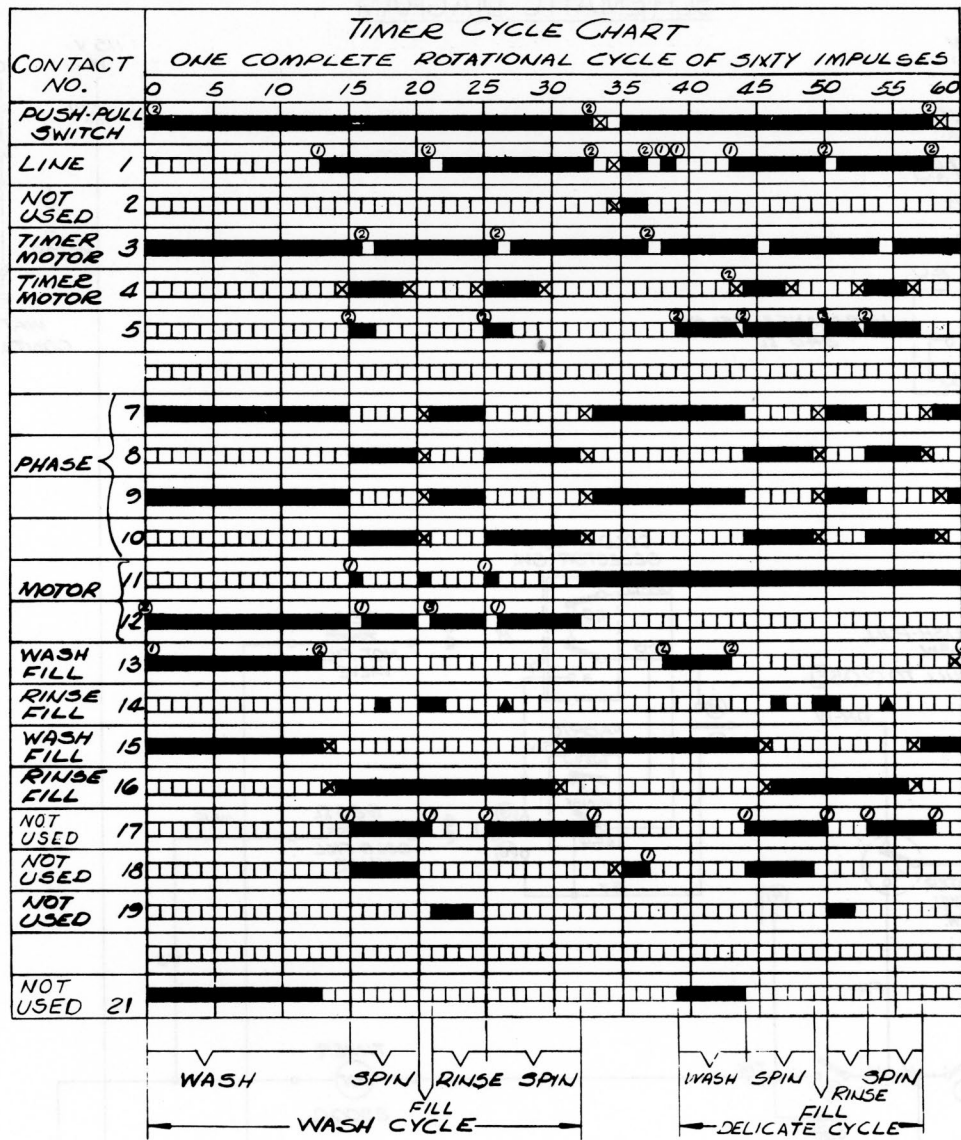 TIMER CYCLE CHART
ONE COMPLETE ROTATIONAL CYCLE OF SIXTY IMPULSES
CONTACT NO.
0 5 10 15 20 25 30 35 40 45 50 55 60
PUSH-PULL
SWITCH
LINE 1
NOT
USED 2
TIMER
MOTOR 3
TIMER
MOTOR 4
5
PHASE
7
8
9
10
MOTOR
11
12
WASH
FILL 13
RINSE
FILL 14
WASH
FILL 15
RINSE
FILL 16
NOT
USED 17
NOT
USED 18
NOT
USED 19
NOT
USED 21
WASH SPIN RINSE SPIN WASH SPIN SPIN
FILL RINSE
FILL
WASH CYCLE DELICATE CYCLE